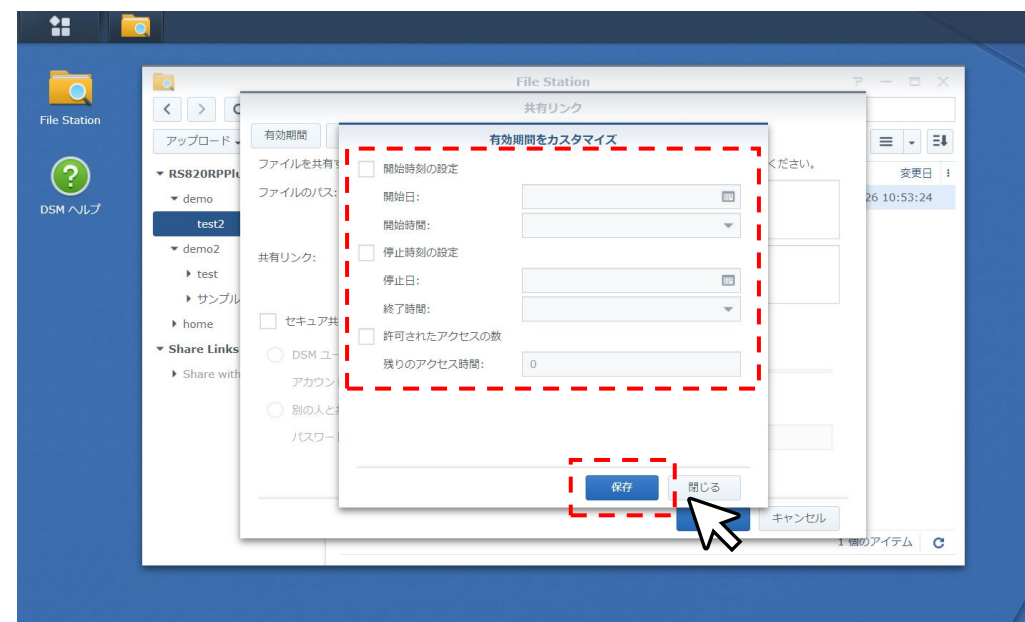 File Station
File Station
共有リンク
アップロード
有効期間
有効期間をカスタマイズ
ファイルを共有す
ください。
変更日
RS820RPPlu
開始時刻の設定
ファイルのパス:
開始日:
26 10:53:24
demo
DSM ヘルプ
test2
開始時間:
demo2
停止時刻の設定
共有リンク:
test
停止日:
サンプル
終了時間:
セキュア共
home
許可されたアクセスの数
Share Links
DSM ユー
残りのアクセス時間:
0
Share with
アカウン
別の人と
パスワー
保存
閉じる
キャンセル
1 個のアイテム